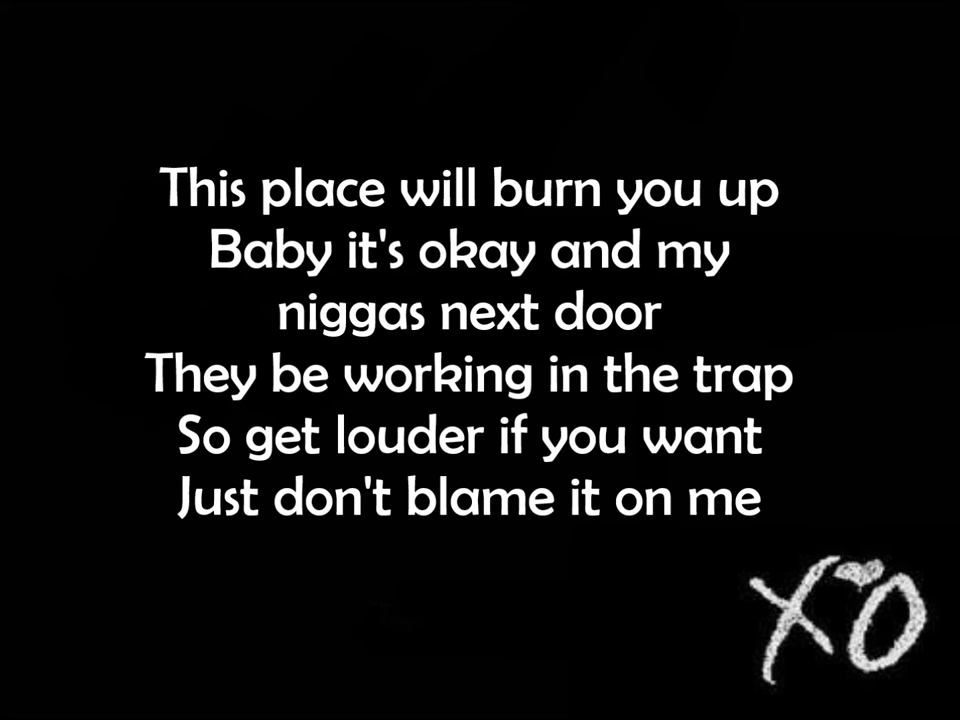 This place will burn you up
Baby it's okay and my
niggas next door
They be working in the trap
So get louder if you want
Just don't blame it on me
XO